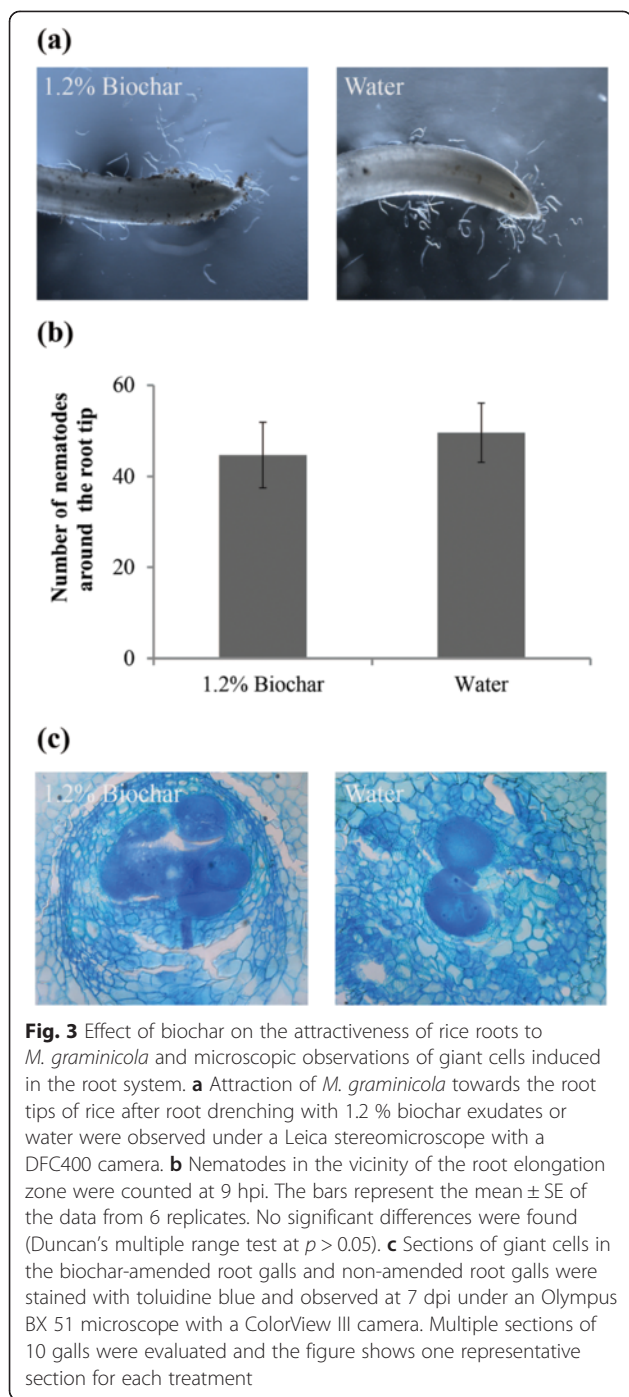 (a)
1.2% Biochar
Water
(b)
Number of nematodes
around the root tip
60
40
20
0
1.2% Biochar
Water
(c)
1.2% Biochar
Water
Fig. 3 Effect of biochar on the attractiveness of rice roots to
M. graminicola and microscopic observations of giant cells induced
in the root system. a Attraction of M. graminicola towards the root
tips of rice after root drenching with 1.2 % biochar exudates or
water were observed under a Leica stereomicroscope with a
DFC400 camera. b Nematodes in the vicinity of the root elongation
zone were counted at 9 hpi. The bars represent the mean ± SE of
the data from 6 replicates. No significant differences were found
(Duncan's multiple range test at p > 0.05). c Sections of giant cells in
the biochar-amended root galls and non-amended root galls were
stained with toluidine blue and observed at 7 dpi under an Olympus
BX 51 microscope with a ColorView III camera. Multiple sections of
10 galls were evaluated and the figure shows one representative
section for each treatment